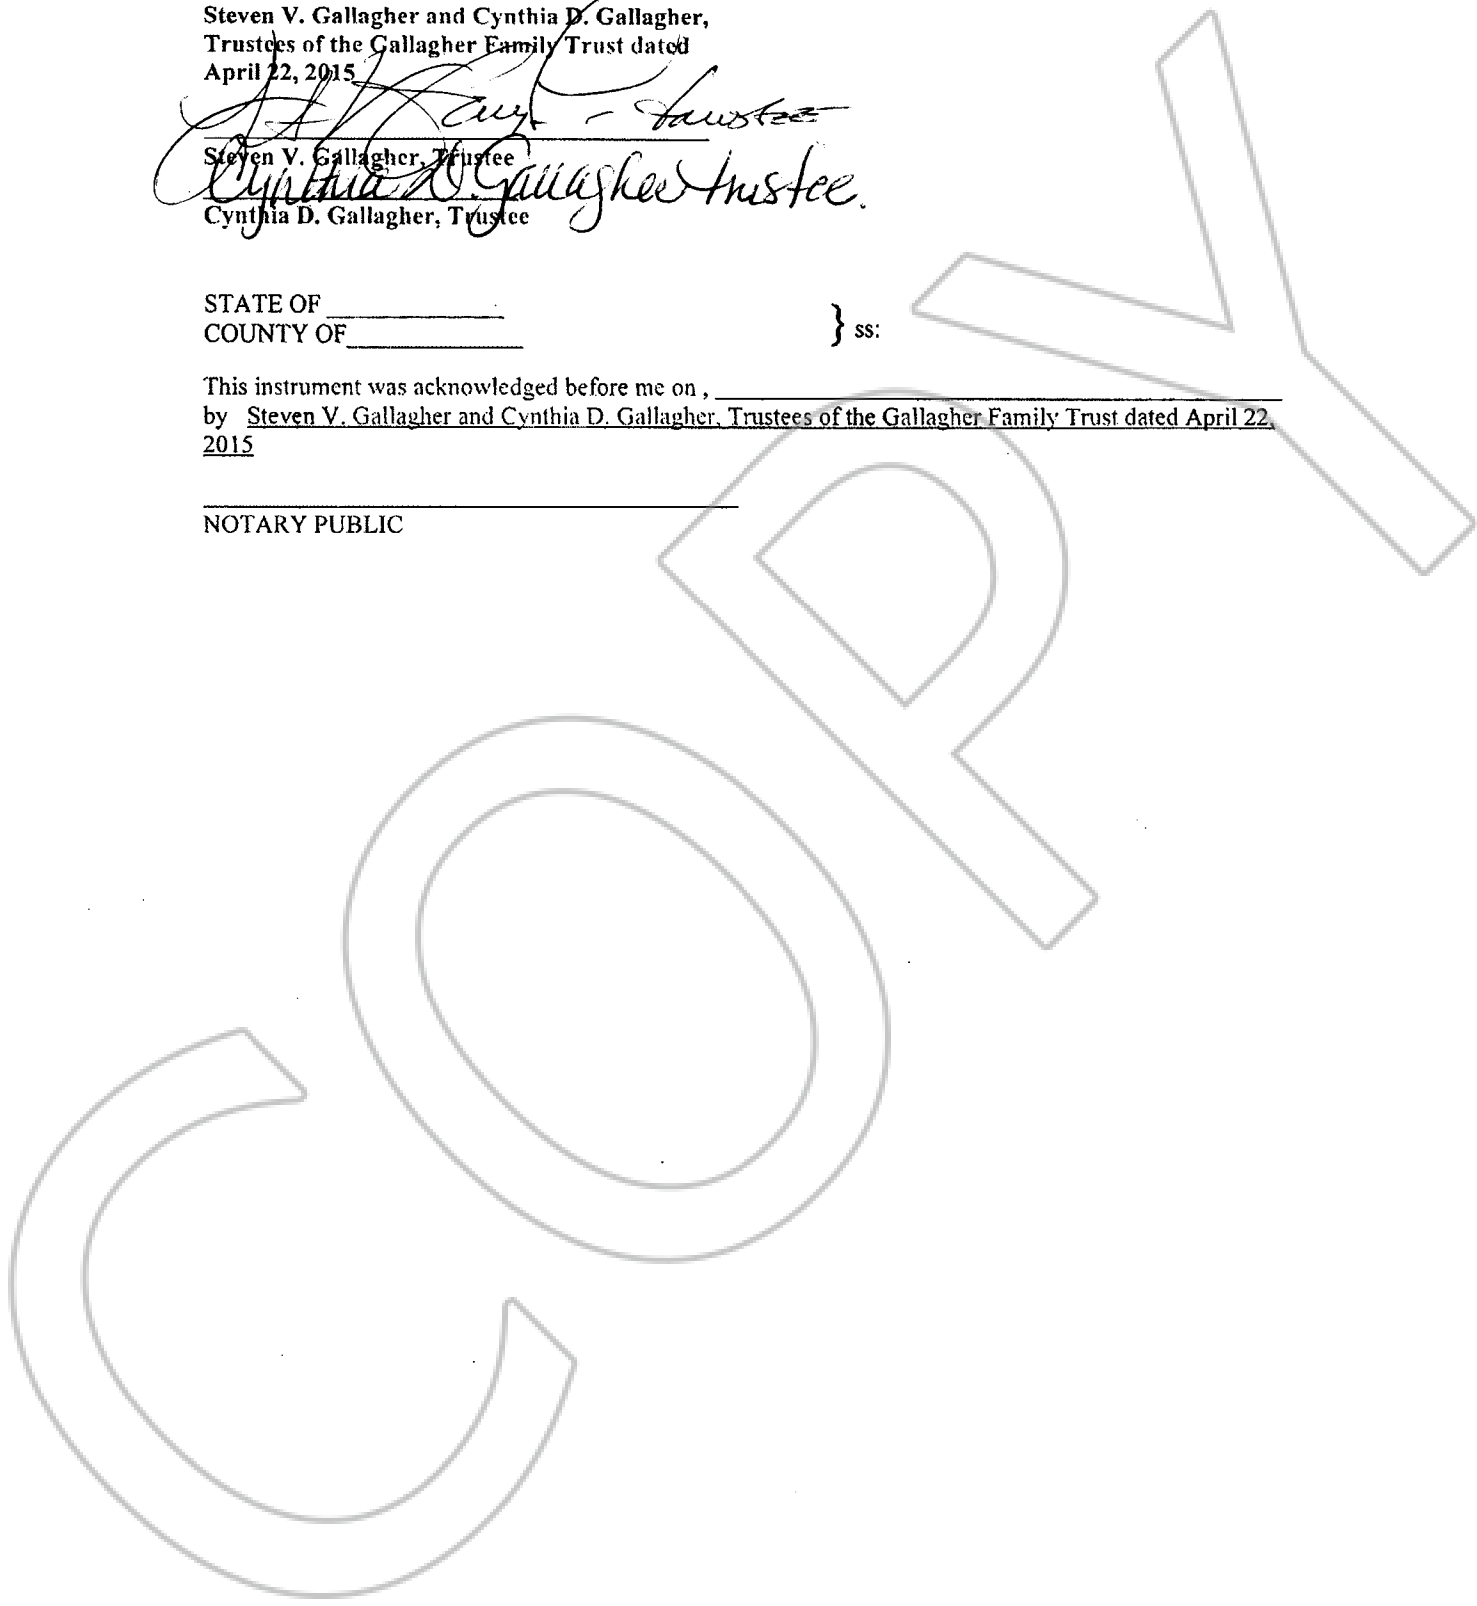 Steven V. Gallagher and Cynthia D. Gallagher,
Trustees of the Gallagher Family Trust dated
April 22, 2015
trustee
Steven V. Gallagher, Trustee
Cynthia D. Gallagher trustee.
Cynthia D. Gallagher, Trustee
STATE OF
COUNTY OF
} ss:
This instrument was acknowledged before me on ,
by Steven V. Gallagher and Cynthia D. Gallagher, Trustees of the Gallagher Family Trust dated April 22,
2015
NOTARY PUBLIC
COPY